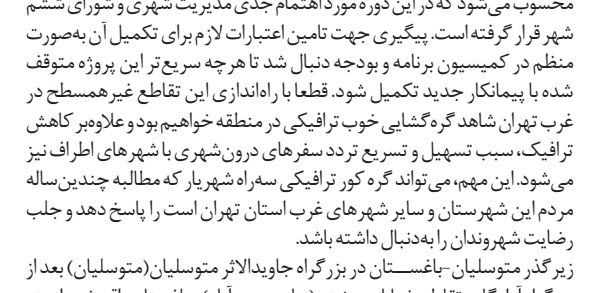 محسوب می‌شود که در این دوره مورد اهتمام جدی مدیریت شهری و شورای ششم
شهر قرار گرفته است. پیگیری جهت تامین اعتبارات لازم برای تکمیل آن به‌صورت
منظم در کمیسیون برنامه و بودجه دنبال شد تا هرچه سریع‌تر این پروژه متوقف
شده با پیمانکار جدید تکمیل شود. قطعا با راه‌اندازی این تقاطع غیرهمسطح در
غرب تهران شاهد گره‌گشایی خوب ترافیکی در منطقه خواهیم بود و علاوه‌بر کاهش
ترافیک، سبب تسهیل و تسریع تردد سفرهای درون‌شهری با شهرهای اطراف نیز
می‌شود. این مهم، می‌تواند گره کور ترافیکی سه‌راه شهریار که مطالبه چندین‌ساله
مردم این شهرستان و سایر شهرهای غرب استان تهران است را پاسخ دهد و جلب
رضایت شهروندان را به‌دنبال داشته باشد.
زیرگذر متوسلیان-باغستان در بزرگراه جاویدالاثر متوسلیان(متوسلیان) بعد از